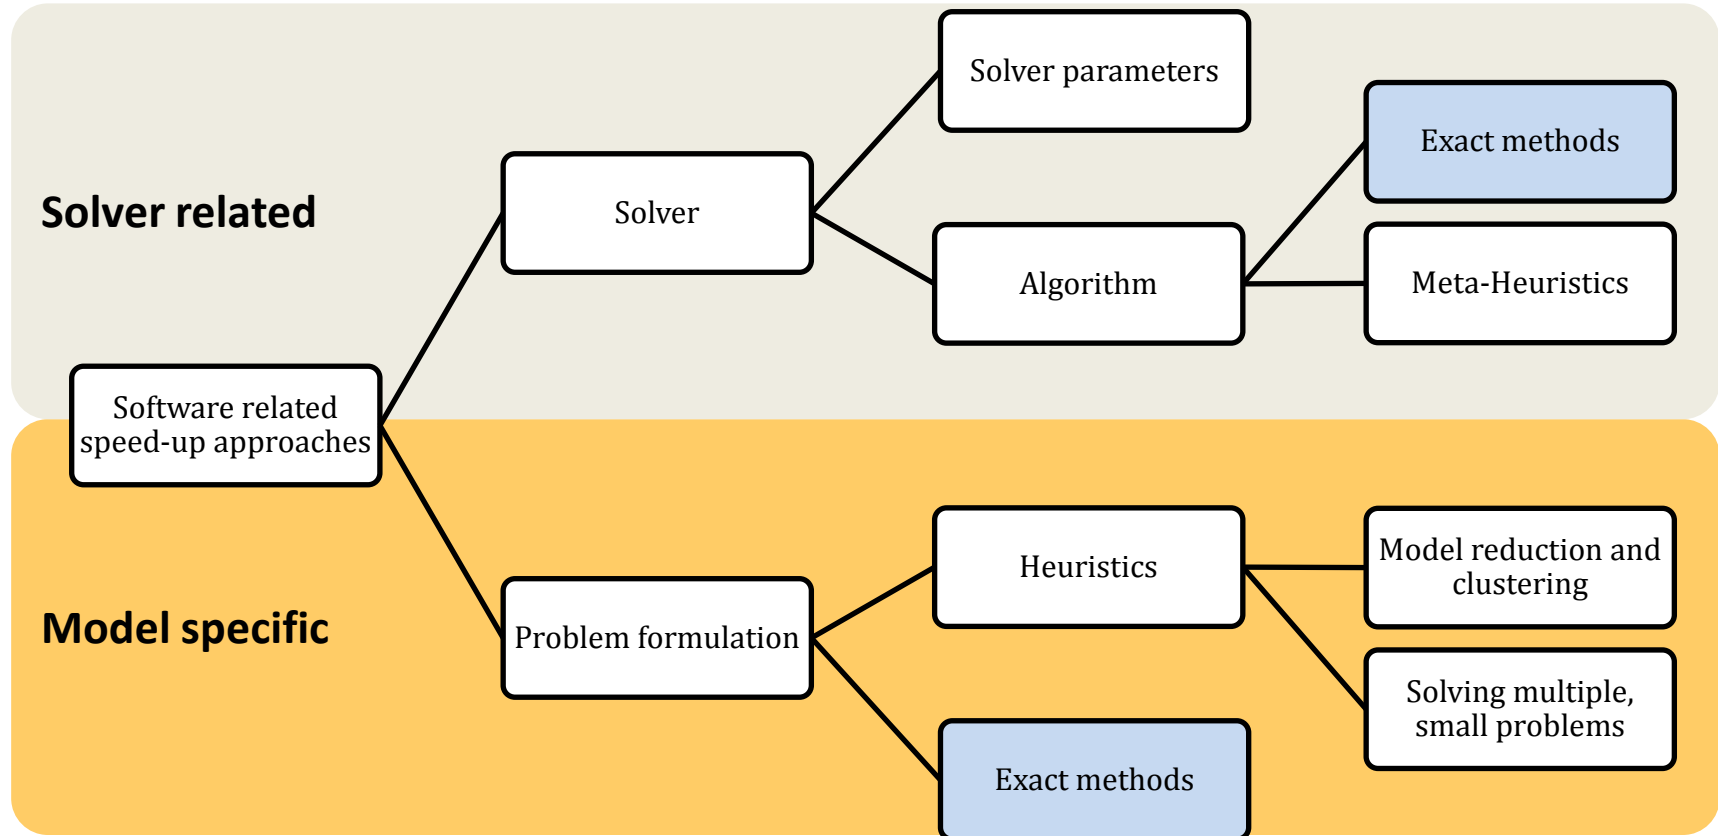 Solver parameters
Exact methods
Solver related
Solver
Algorithm
Meta-Heuristics
Software related
speed-up approaches
Heuristics
Model reduction and
clustering
Model specific
Problem formulation
Solving multiple,
small problems
Exact methods